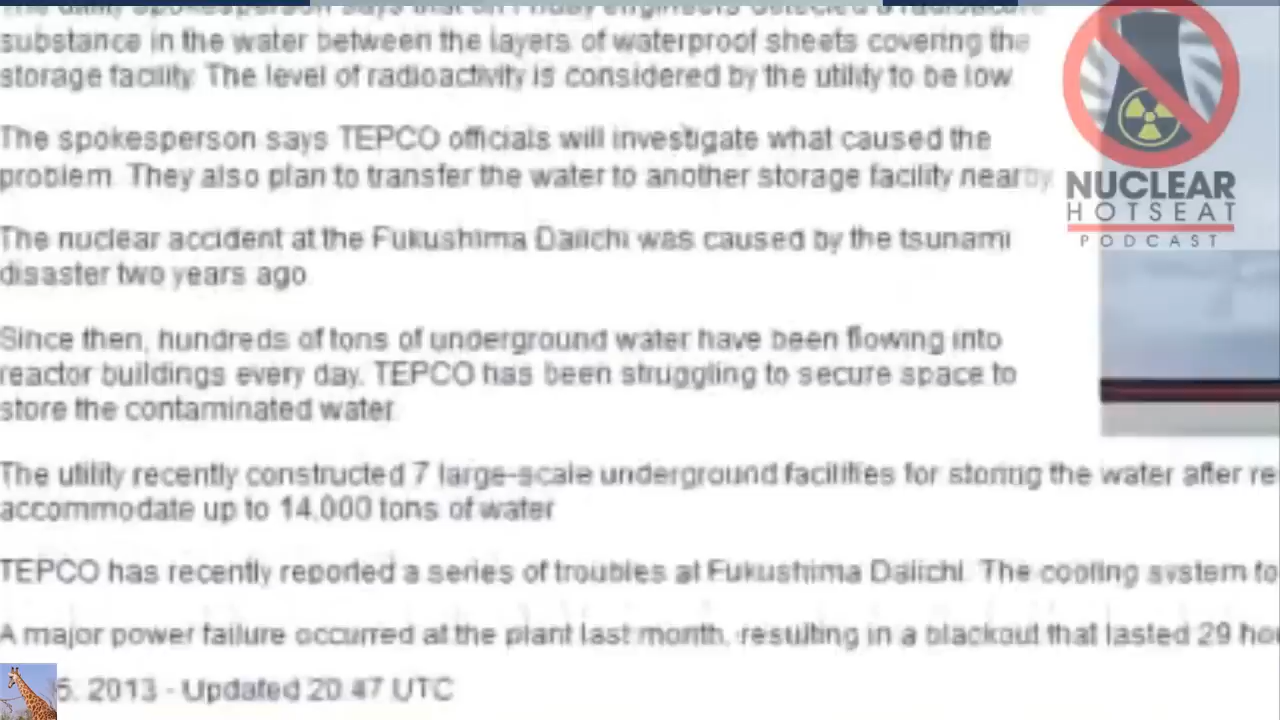 substance in the water between the layers of waterproof sheets covering the
storage facility. The level of radioactivity is considered by the utility to be low.
The spokesperson says TEPCO officials will investigate what caused the
problem. They also plan to transfer the water to another storage facility nearby.
The nuclear accident at the Fukushima Daiichi was caused by the tsunami
disaster two years ago.
Since then, hundreds of tons of underground water have been flowing into
reactor buildings every day. TEPCO has been struggling to secure space to
store the contaminated water.
The utility recently constructed 7 large-scale underground facilities for storing the water after re
accommodate up to 14,000 tons of water.
TEPCO has recently reported a series of troubles at Fukushima Daiichi. The cooling system fo
A major power failure occurred at the plant last month, resulting in a blackout that lasted 29 ho
5, 2013 - Updated 20:47 UTC
NUCLEAR
HOTSEAT
PODCAST